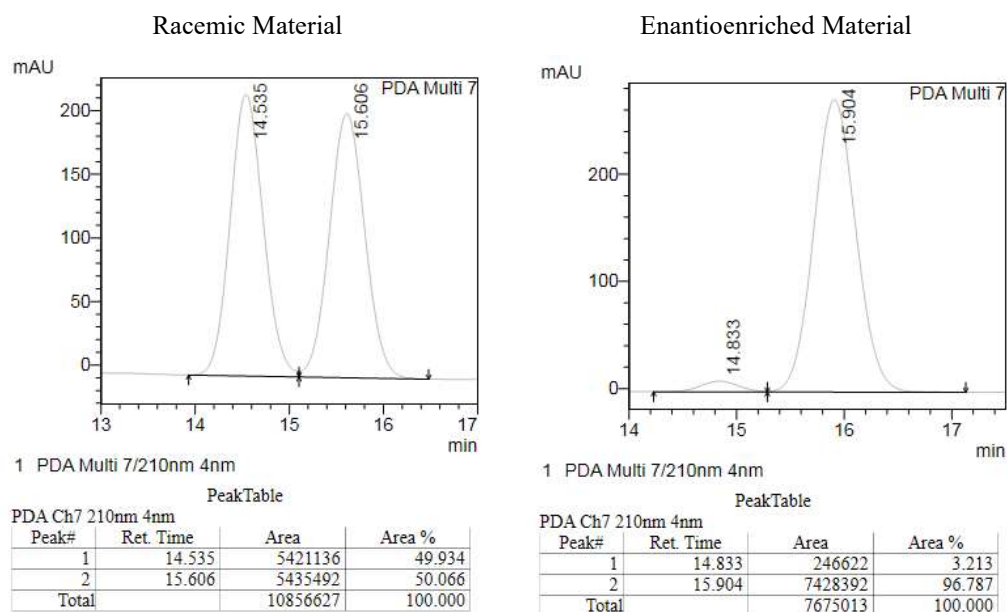 Racemic Material
mAU
PDA Multi 7
14.535
15.606
200
150
100
50
0
13 14 15 16 17
min
1 PDA Multi 7/210nm 4nm
PeakTable
PDA Ch7 210nm 4nm
Peak# Ret. Time Area Area %
1 14.535 5421136 49.934
2 15.606 5435492 50.066
Total 10856627 100.000
Enantioenriched Material
mAU
PDA Multi 7
15.904
14.833
200
100
0
14 15 16 17
min
1 PDA Multi 7/210nm 4nm
PeakTable
PDA Ch7 210nm 4nm
Peak# Ret. Time Area Area %
1 14.833 246622 3.213
2 15.904 7428392 96.787
Total 7675013 100.000